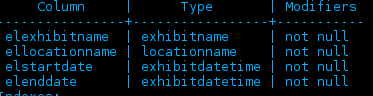 Column | Type | Modifiers
----------------+-----------------+-----------
elexhibitname | exhibitname | not null
ellocationname | locationname | not null
elstartdate | exhibitdatetime | not null
elenddate | exhibitdatetime | not null
Indexes: